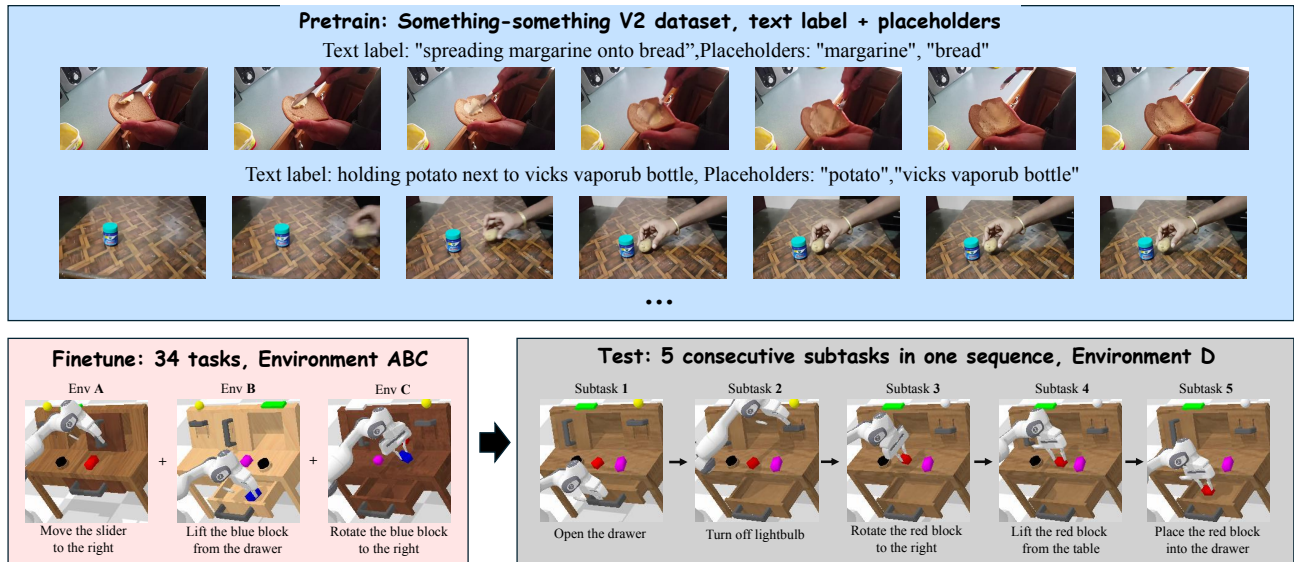 Pretrain: Something-something V2 dataset, text label + placeholders
Text label: "spreading margarine onto bread”,Placeholders: "margarine", "bread"
Text label: holding potato next to vicks vaporub bottle, Placeholders: "potato","vicks vaporub bottle"
...
Finetune: 34 tasks, Environment ABC
Env A
Env B
Env C
+
+
Move the slider
to the right
Lift the blue block
from the drawer
Rotate the blue block
to the right
Test: 5 consecutive subtasks in one sequence, Environment D
Subtask 1
Subtask 2
Subtask 3
Subtask 4
Subtask 5
Open the drawer
Turn off lightbulb
Rotate the red block
to the right
Lift the red block
from the table
Place the red block
into the drawer